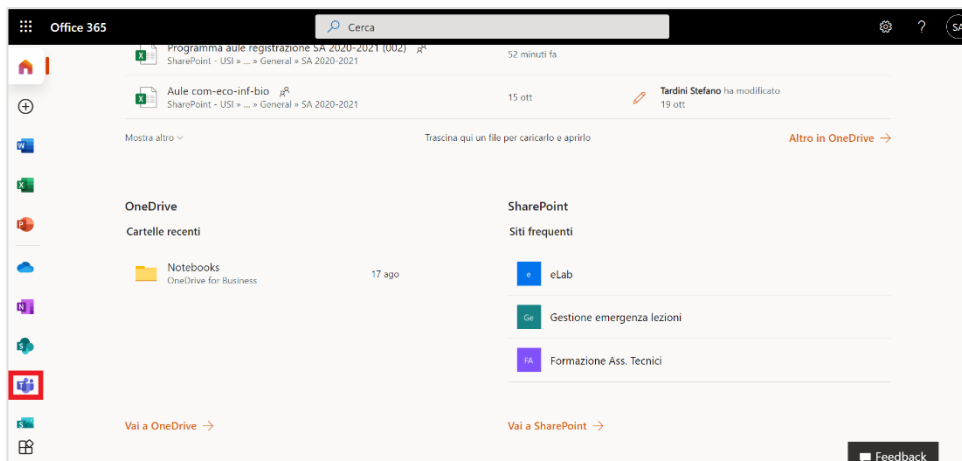 Office 365
Cerca
SA
Programma aule registrazione SA 2020-2021 (002)
SharePoint - USI » ... » General » SA 2020-2021
52 minuti fa
Aule com-eco-inf-bio
SharePoint - USI » ... » General » SA 2020-2021
15 ott
Tardini Stefano ha modificato
19 ott
Mostra altro
Trascina qui un file per caricarlo e aprirlo
Altro in OneDrive →
OneDrive
SharePoint
Cartelle recenti
Siti frequenti
Notebooks
OneDrive for Business
17 ago
e eLab
Ge Gestione emergenza lezioni
FA Formazione Ass. Tecnici
Vai a OneDrive →
Vai a SharePoint →
Feedback